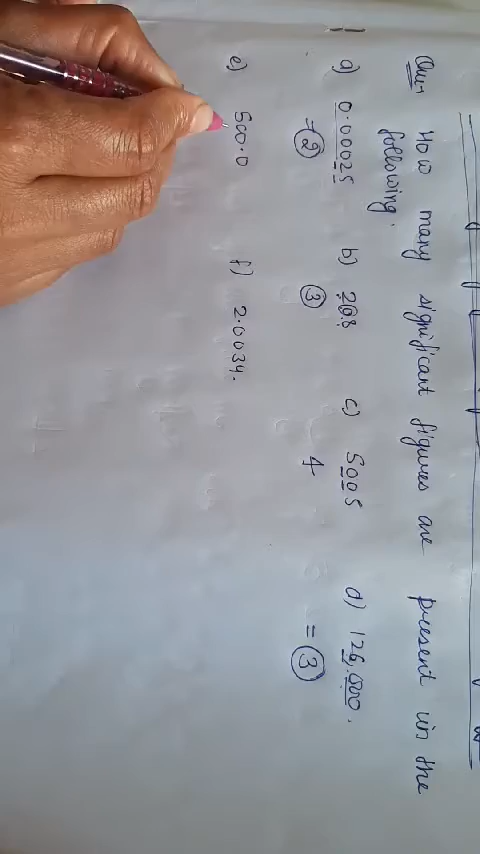 Que- How many significant figures are present in the
following.
a) 0.00025 b) 208 c) 5005 d) 126,000.
= 2 3 4 = 3
e) 500.0 f) 2.0034.